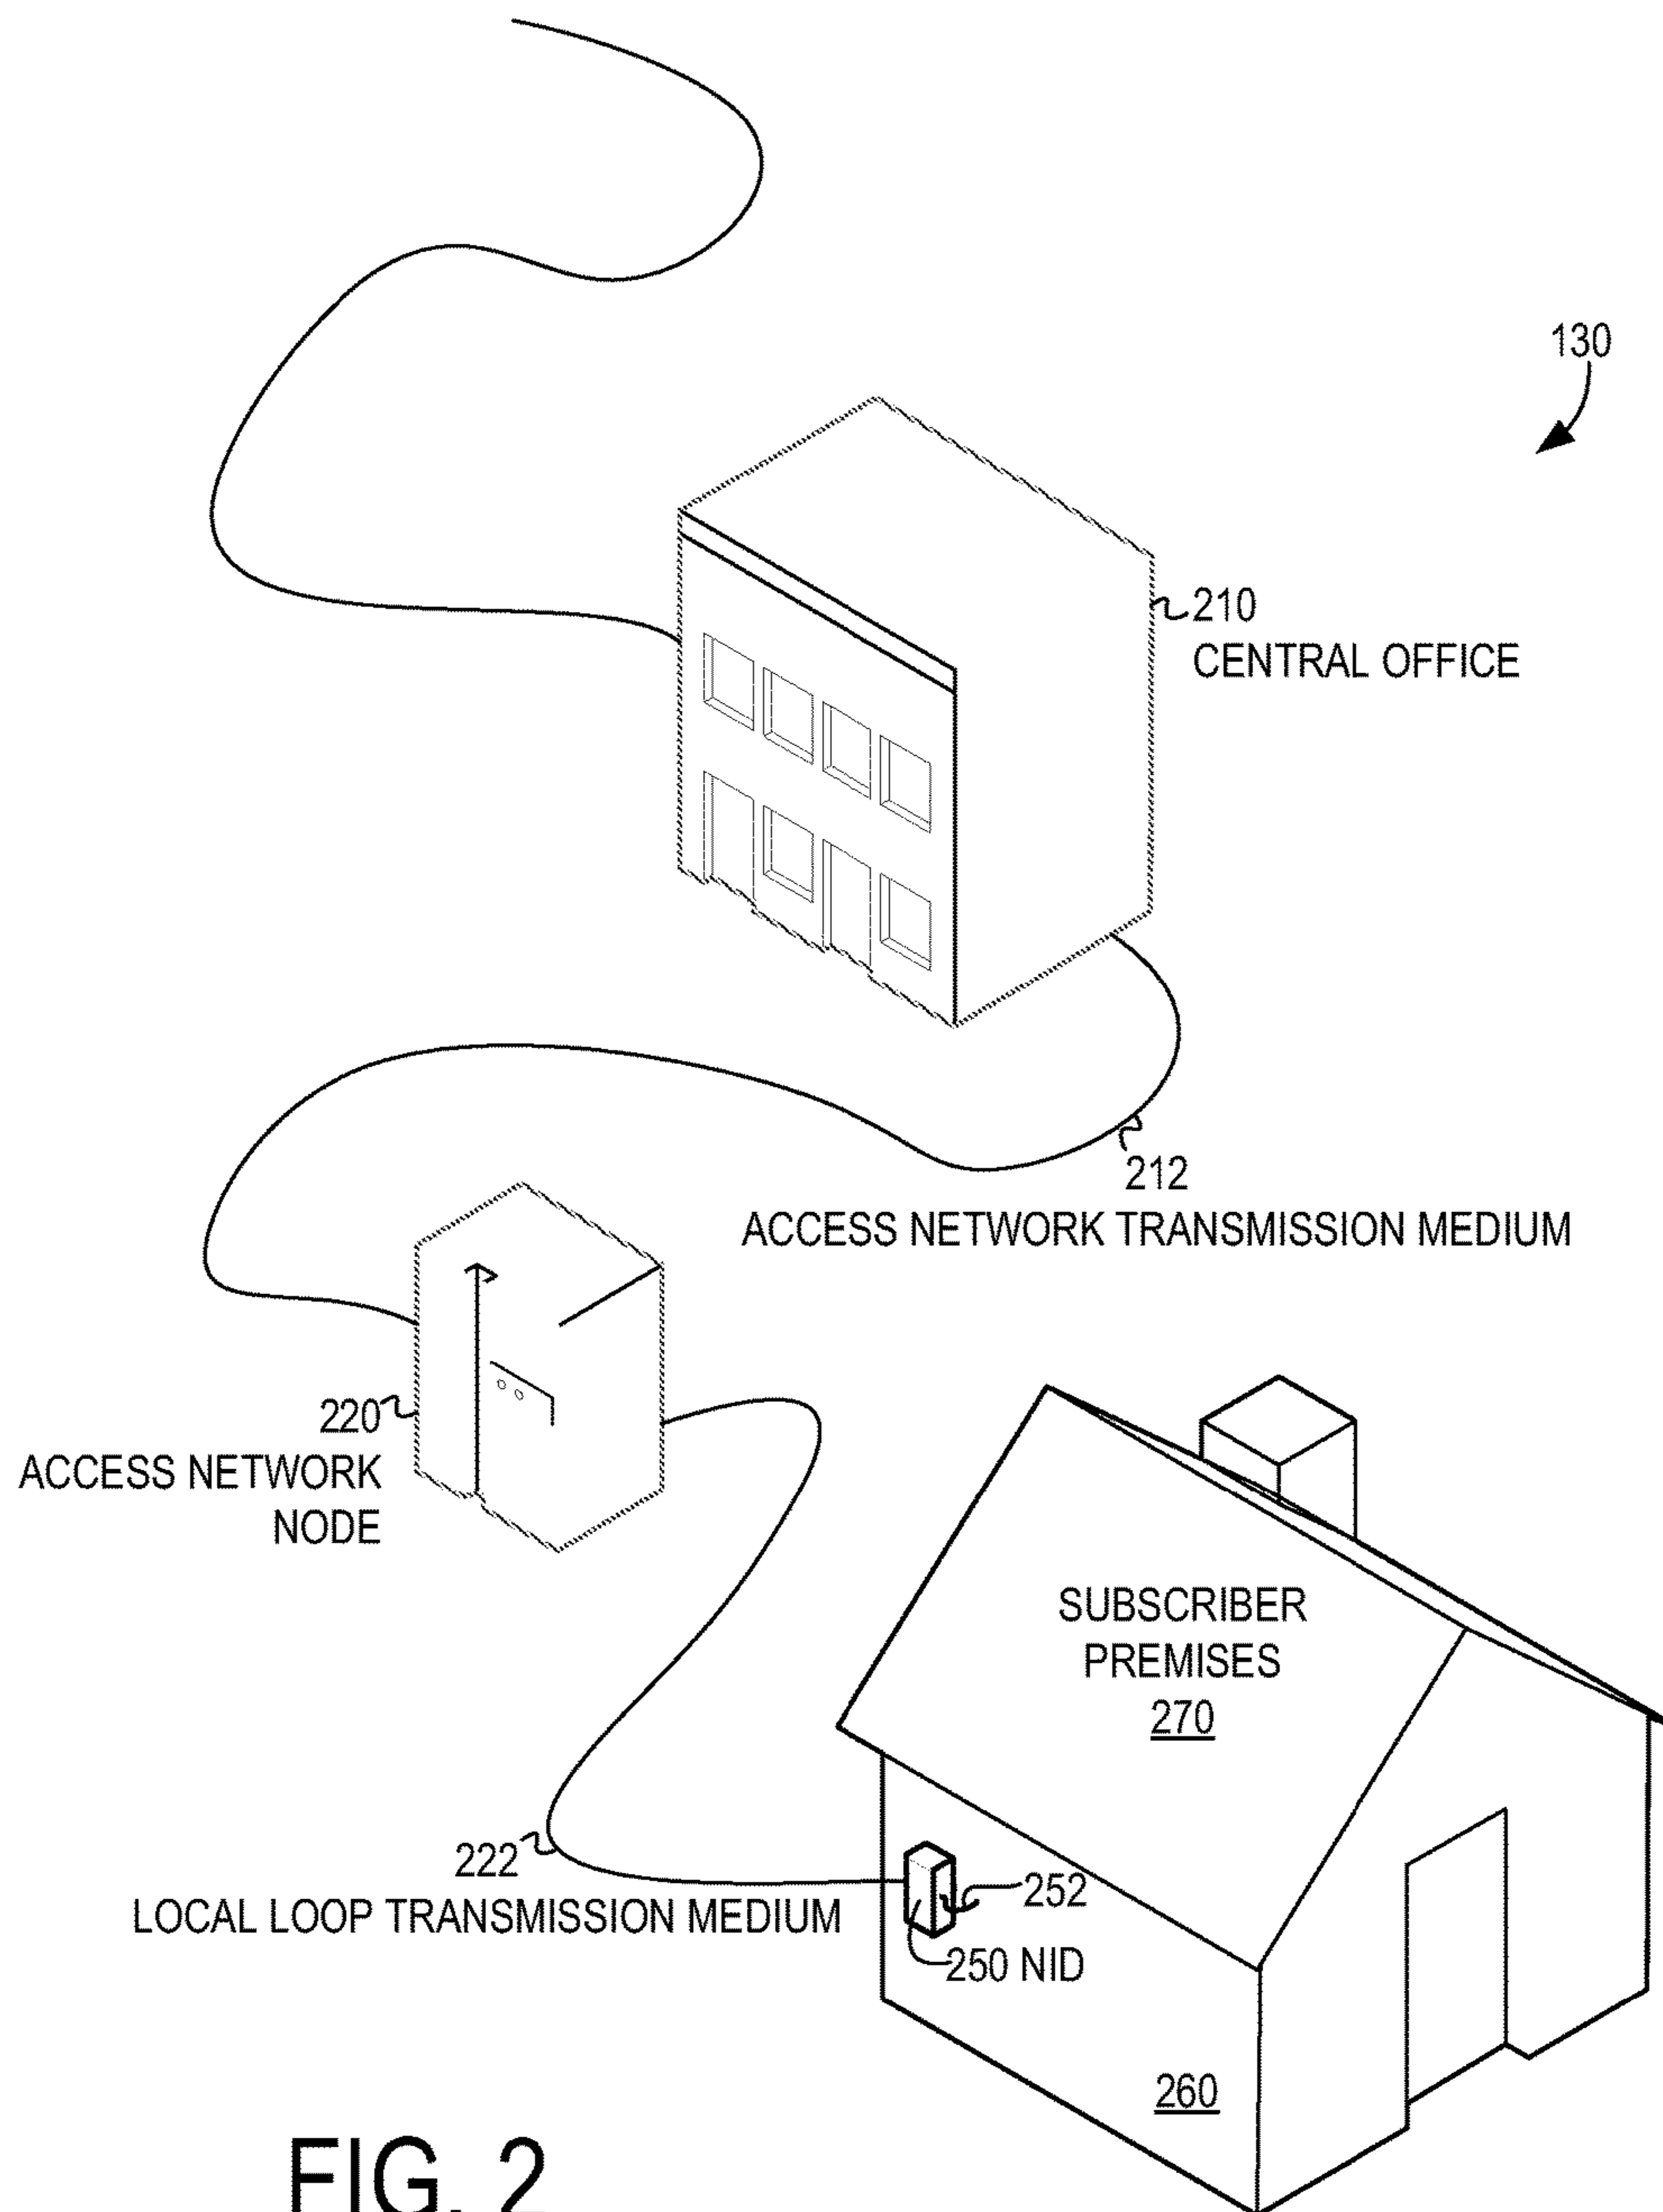 130
210
CENTRAL OFFICE
212
ACCESS NETWORK TRANSMISSION MEDIUM
220
ACCESS NETWORK
NODE
SUBSCRIBER
PREMISES
270
222
LOCAL LOOP TRANSMISSION MEDIUM
252
250 NID
260
FIG. 2